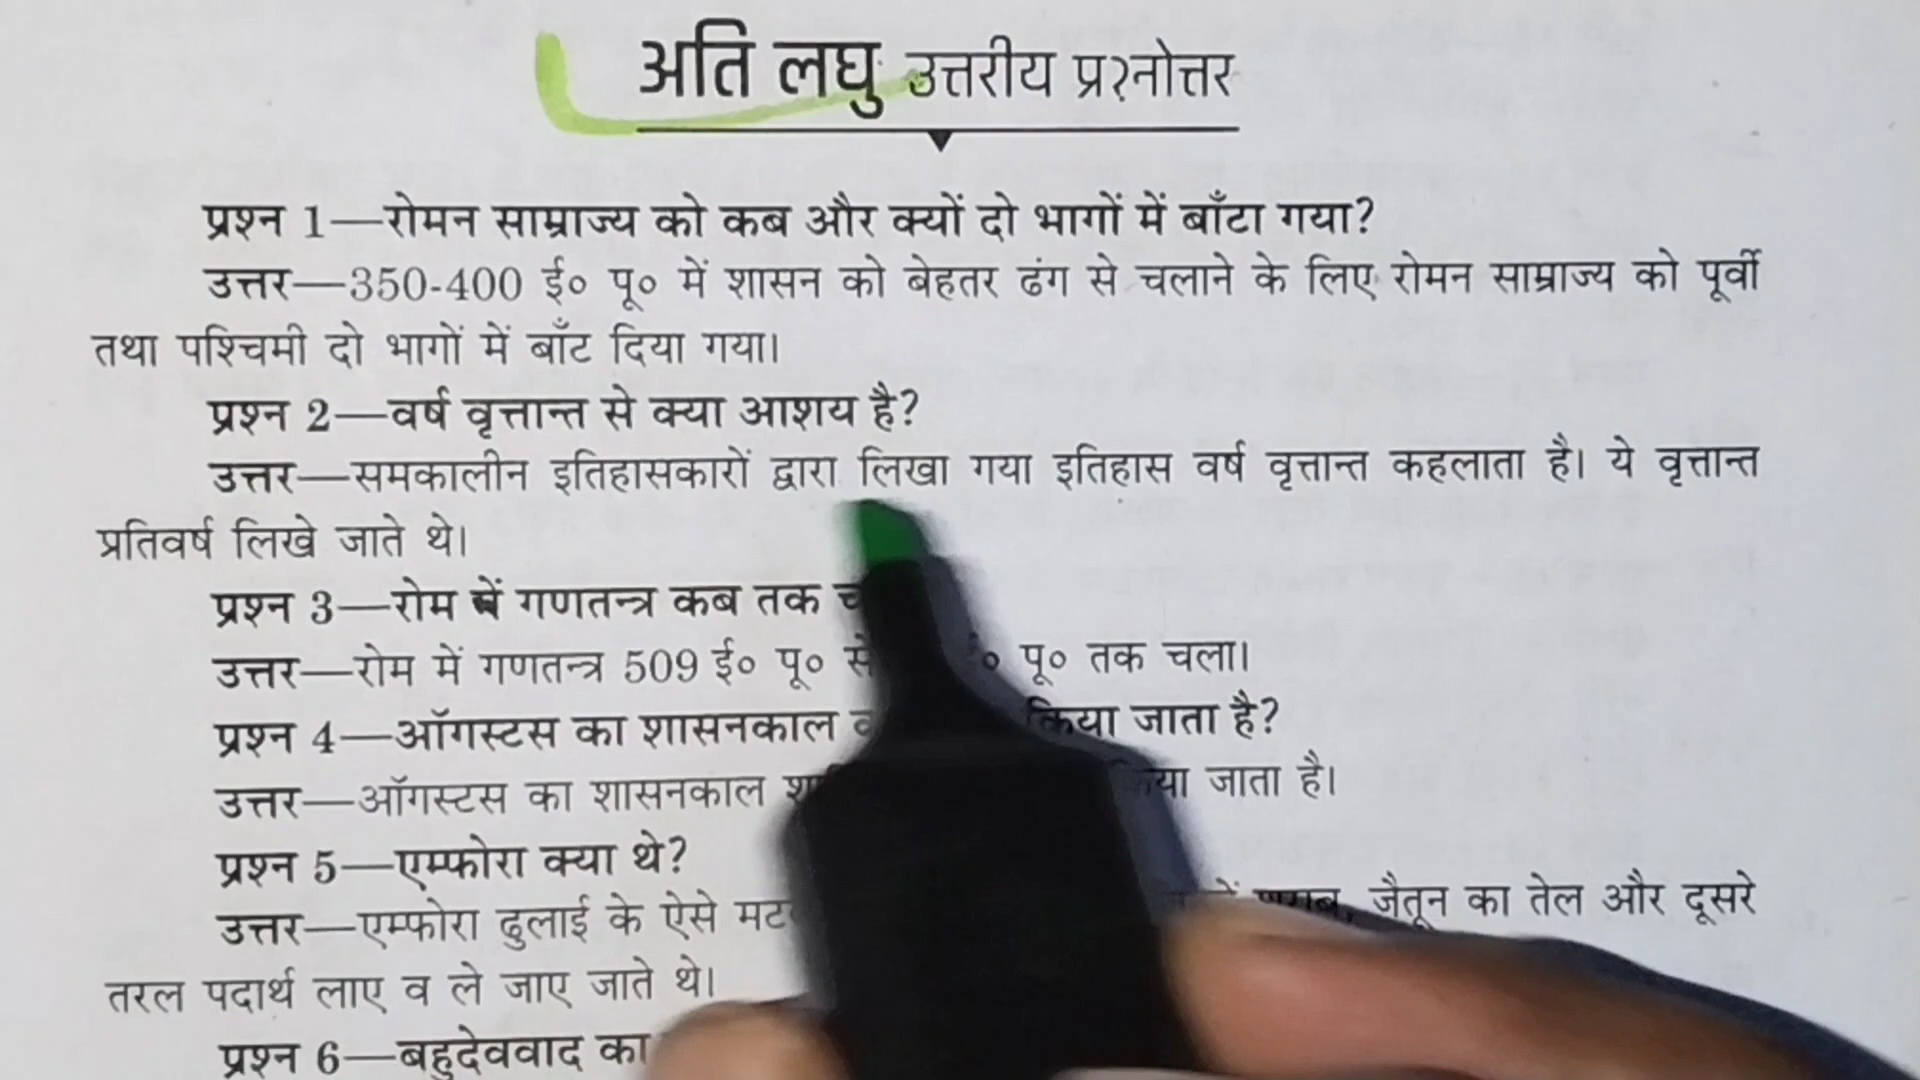 अति लघु उत्तरीय प्रश्नोत्तर
प्रश्न 1—रोमन साम्राज्य को कब और क्यों दो भागों में बाँटा गया?
उत्तर—350-400 ई० पू० में शासन को बेहतर ढंग से चलाने के लिए रोमन साम्राज्य को पूर्वी
तथा पश्चिमी दो भागों में बाँट दिया गया।
प्रश्न 2—वर्ष वृत्तान्त से क्या आशय है?
उत्तर—समकालीन इतिहासकारों द्वारा लिखा गया इतिहास वर्ष वृत्तान्त कहलाता है। ये वृत्तान्त
प्रतिवर्ष लिखे जाते थे।
प्रश्न 3—रोम में गणतन्त्र कब तक
उत्तर—रोम में गणतन्त्र 509 ई० पू० से पू० तक चला।
प्रश्न 4—ऑगस्टस का शासनकाल किया जाता है?
उत्तर—ऑगस्टस का शासनकाल जाता है।
प्रश्न 5—एम्फोरा क्या थे?
उत्तर—एम्फोरा ढुलाई के ऐसे जैतून का तेल और दूसरे
तरल पदार्थ लाए व ले जाए जाते थे।
प्रश्न 6—बहुदेववाद का